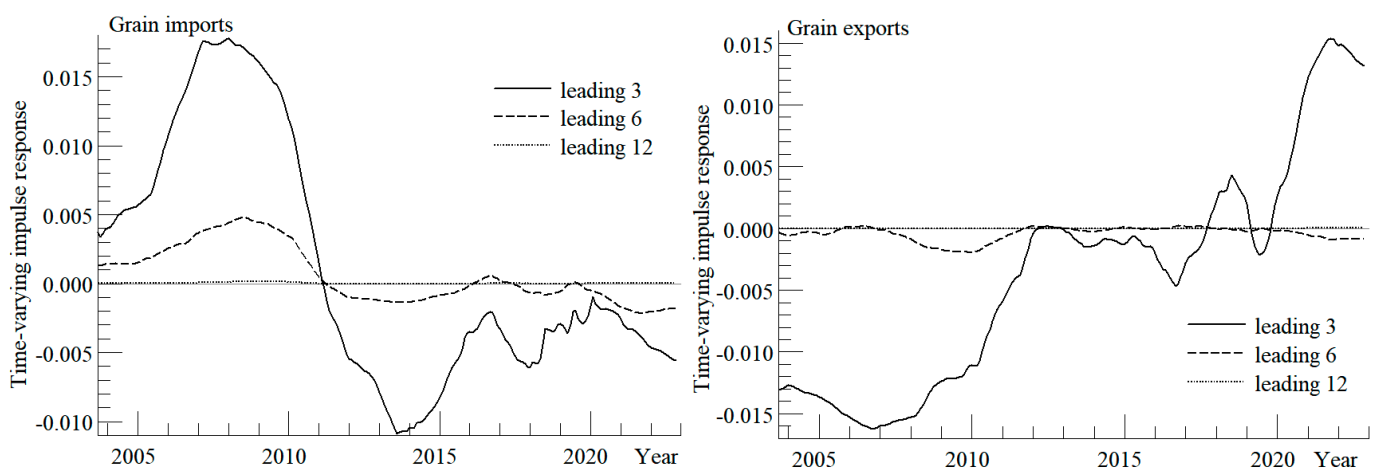 Grain imports
Time-varying impulse response
0.015
0.010
0.005
0.000
-0.005
-0.010
leading 3
leading 6
leading 12
2005
2010
2015
2020
Year
Grain exports
Time-varying impulse response
0.015
0.010
0.005
0.000
-0.005
-0.010
-0.015
leading 3
leading 6
leading 12
2005
2010
2015
2020
Year